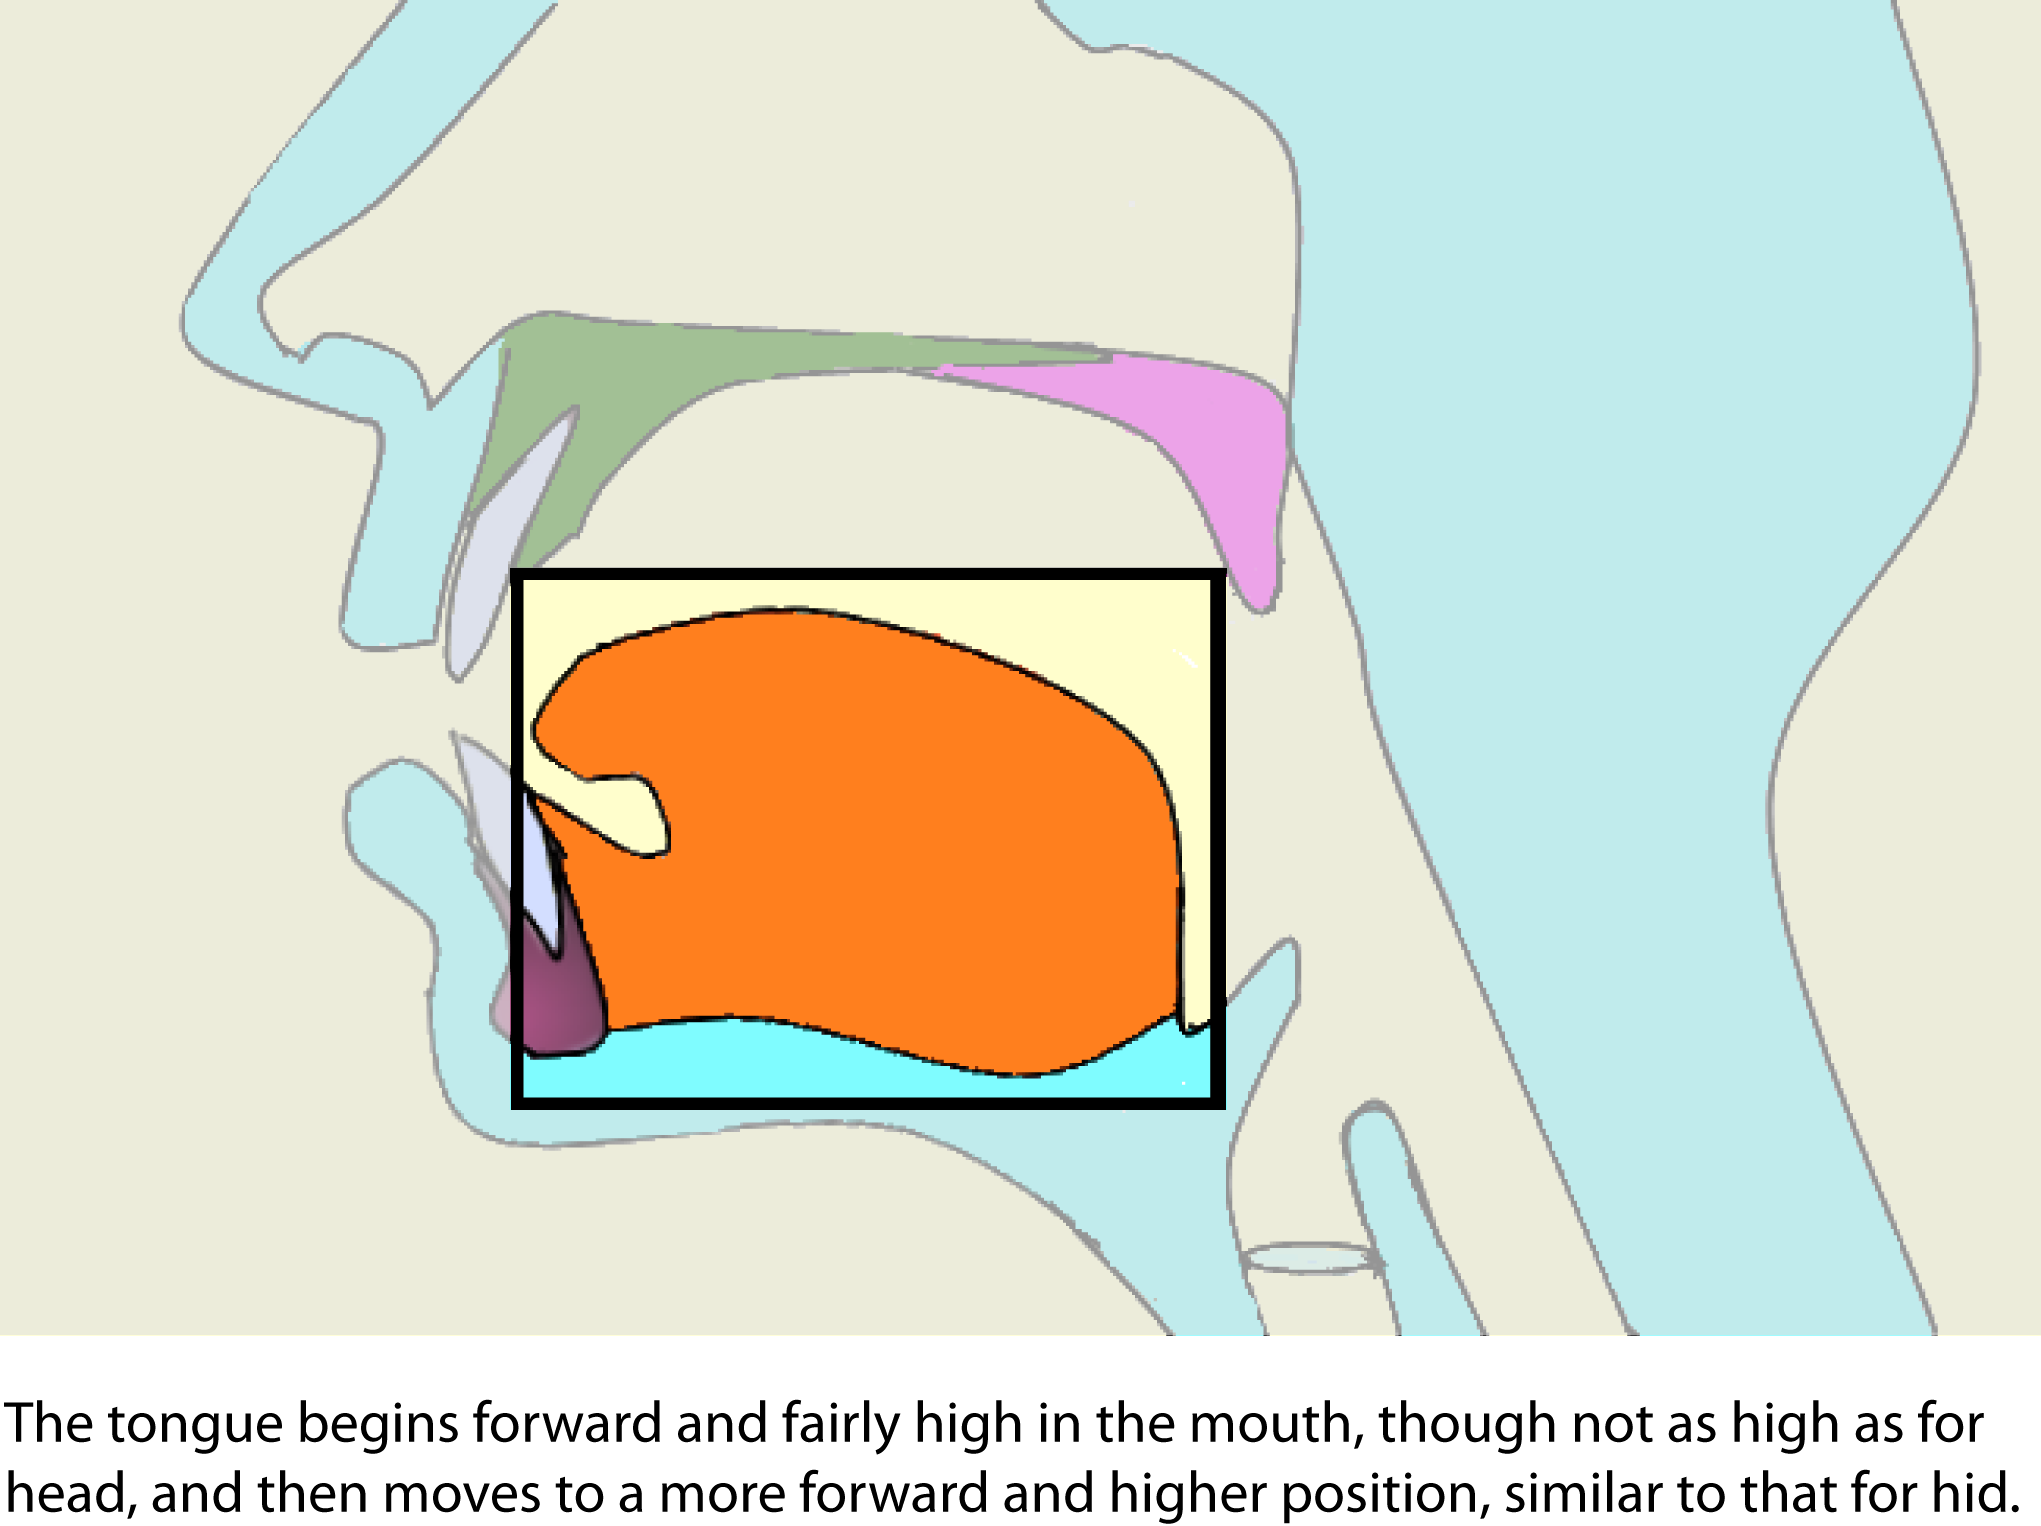 The tongue begins forward and fairly high in the mouth, though not as high as for
head, and then moves to a more forward and higher position, similar to that for hid.